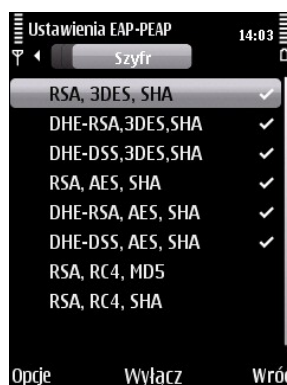 Ustawienia EAP-PEAP
14:03
Szyfr
RSA, 3DES, SHA
DHE-RSA,3DES,SHA
DHE-DSS,3DES,SHA
RSA, AES, SHA
DHE-RSA, AES, SHA
DHE-DSS, AES, SHA
RSA, RC4, MD5
RSA, RC4, SHA
Opcje Wyłącz Wróć